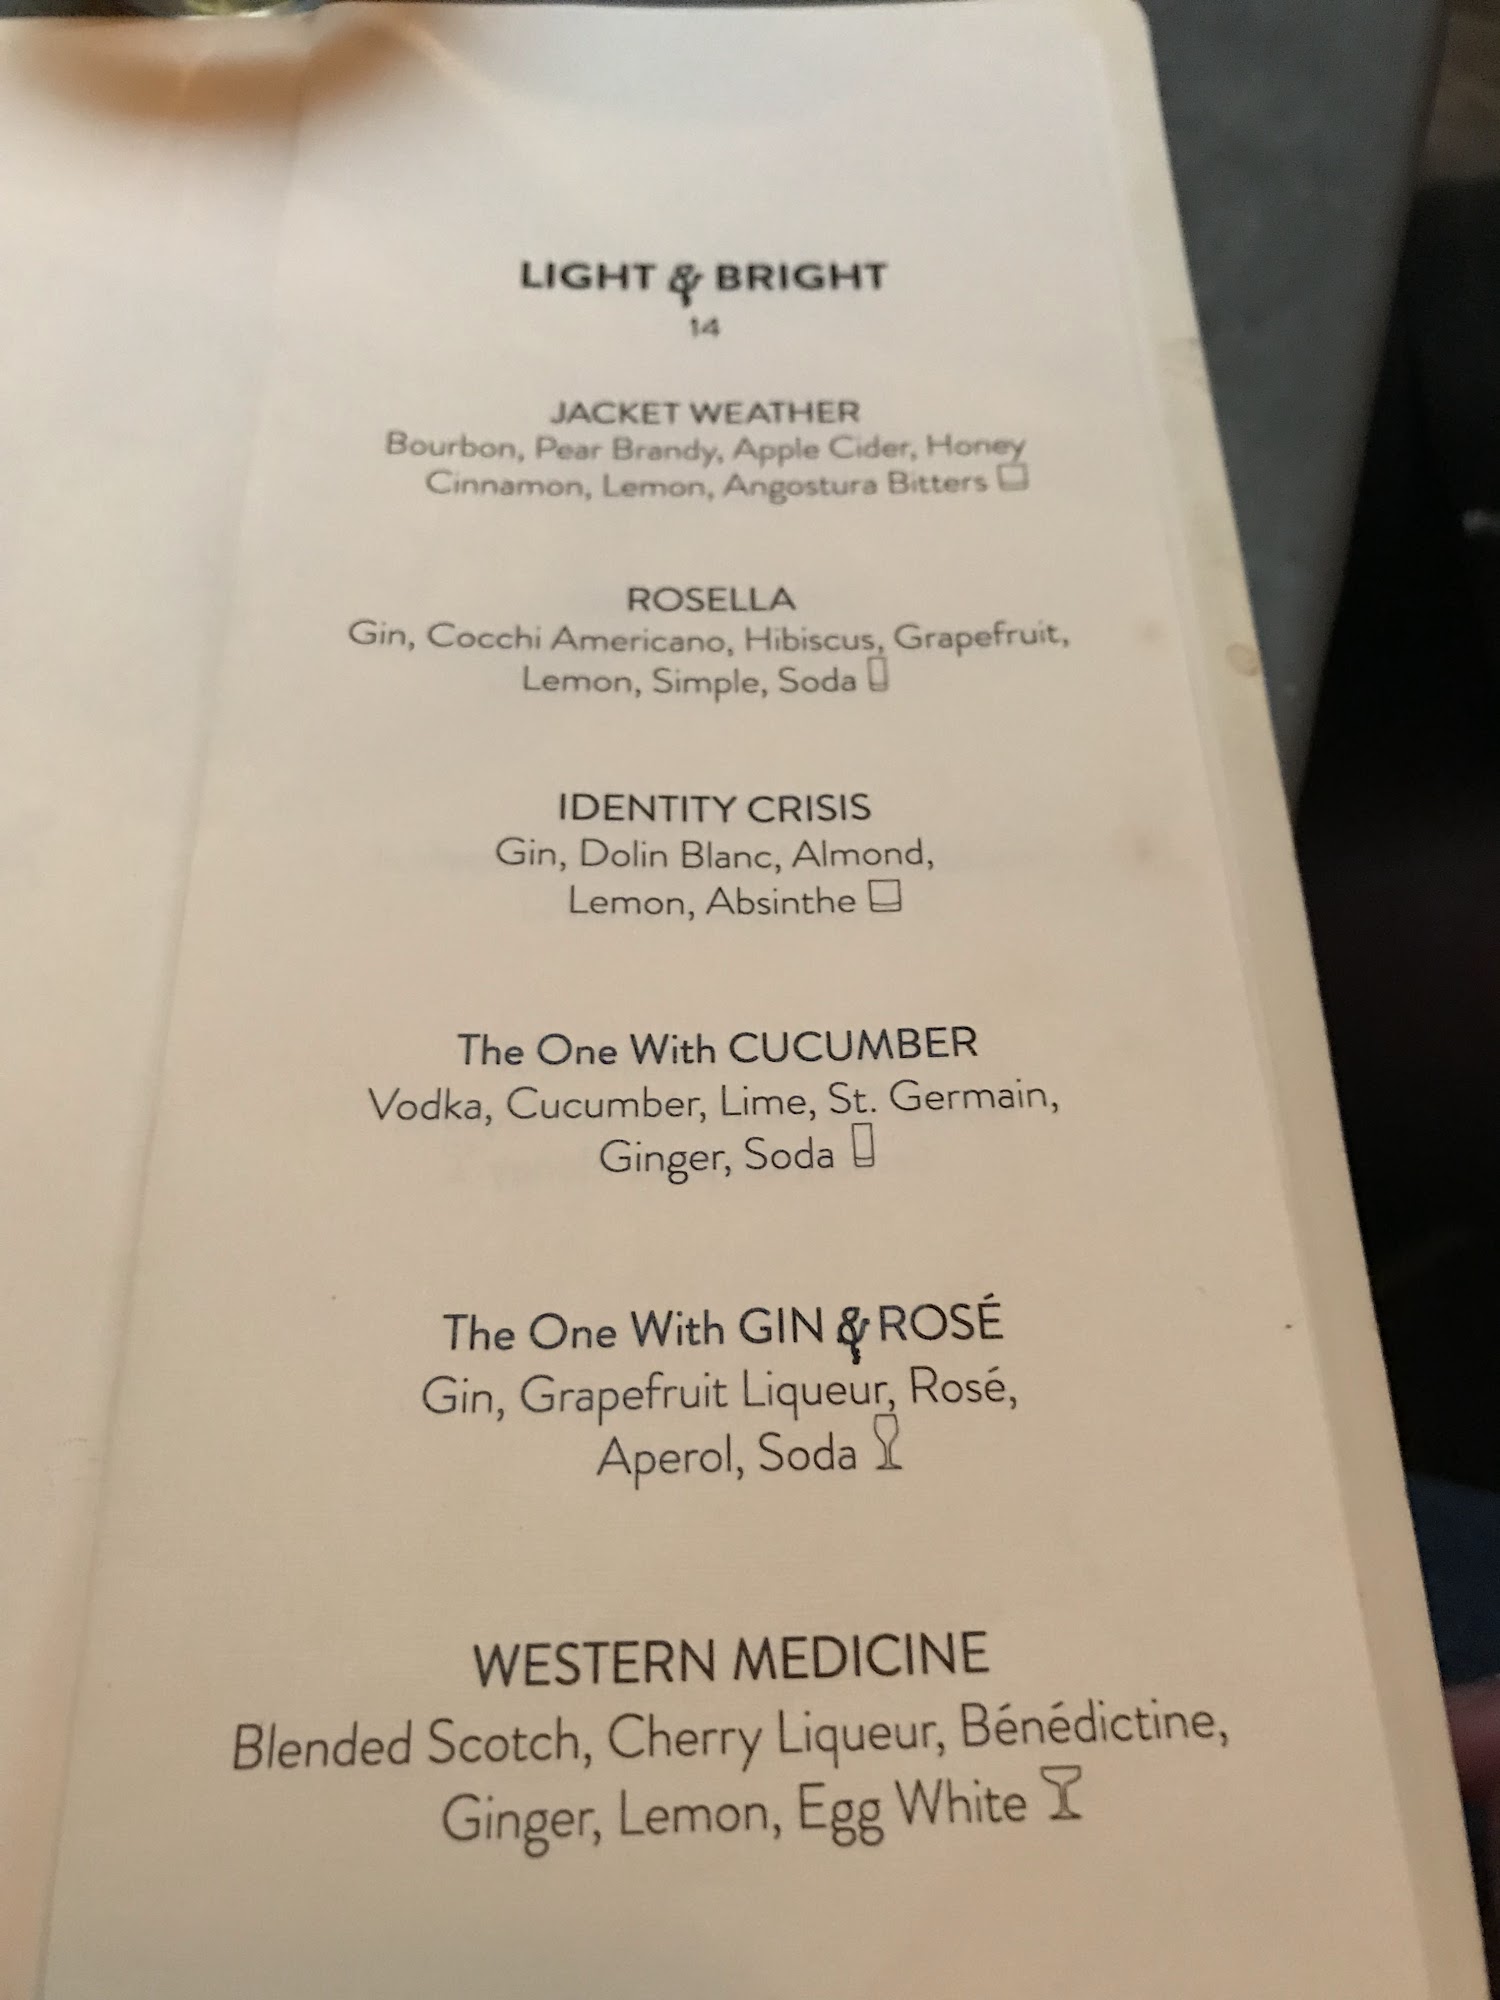 LIGHT & BRIGHT
14
JACKET WEATHER
Bourbon, Pear Brandy, Apple Cider, Honey
Cinnamon, Lemon, Angostura Bitters
ROSELLA
Gin, Cocchi Americano, Hibiscus, Grapefruit,
Lemon, Simple, Soda
IDENTITY CRISIS
Gin, Dolin Blanc, Almond,
Lemon, Absinthe
The One With CUCUMBER
Vodka, Cucumber, Lime, St. Germain,
Ginger, Soda
The One With GIN & ROSÉ
Gin, Grapefruit Liqueur, Rosé,
Aperol, Soda
WESTERN MEDICINE
Blended Scotch, Cherry Liqueur, Bénédictine,
Ginger, Lemon, Egg White